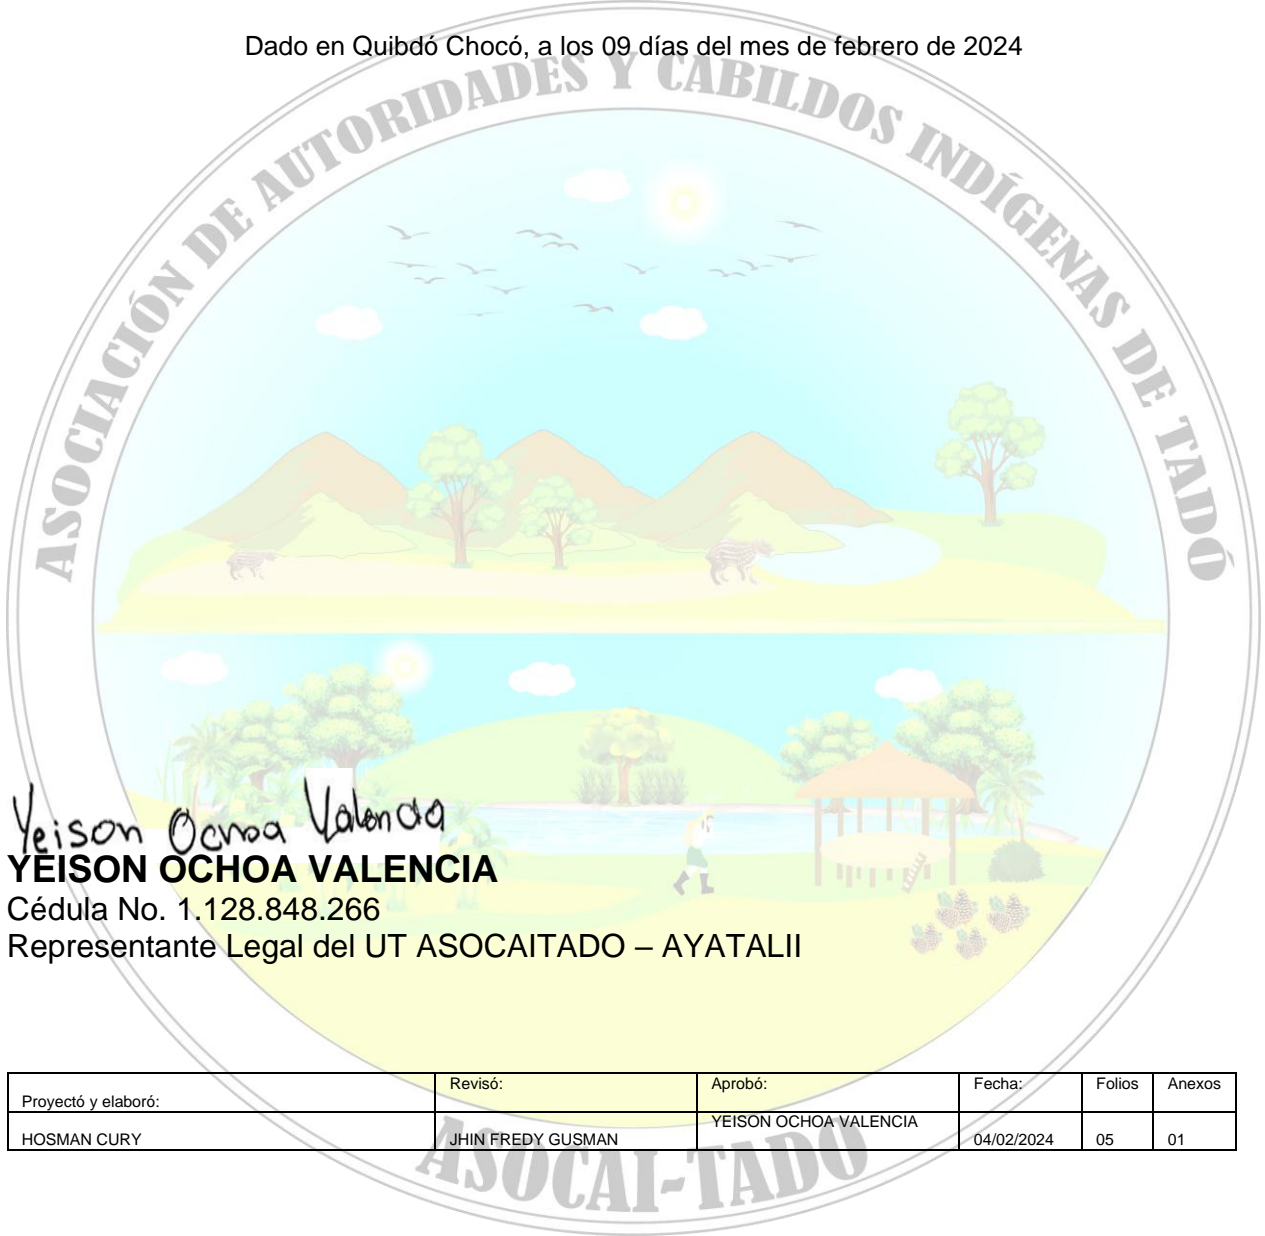 Dado en Quibdó Chocó, a los 09 días del mes de febrero de 2024
ASOCIACIÓN DE AUTORIDADES Y CABILDOS INDÍGENAS DE TADÓ
Yeison Ochoa Valencia
YEISON OCHOA VALENCIA
Cédula No. 1.128.848.266
Representante Legal del UT ASOCAITADO – AYATALII
Proyectó y elaboró: Revisó: Aprobó: Fecha: Folios Anexos
HOSMAN CURY JHIN FREDY GUSMAN YEISON OCHOA VALENCIA 04/02/2024 05 01
ASOCAI-TADO